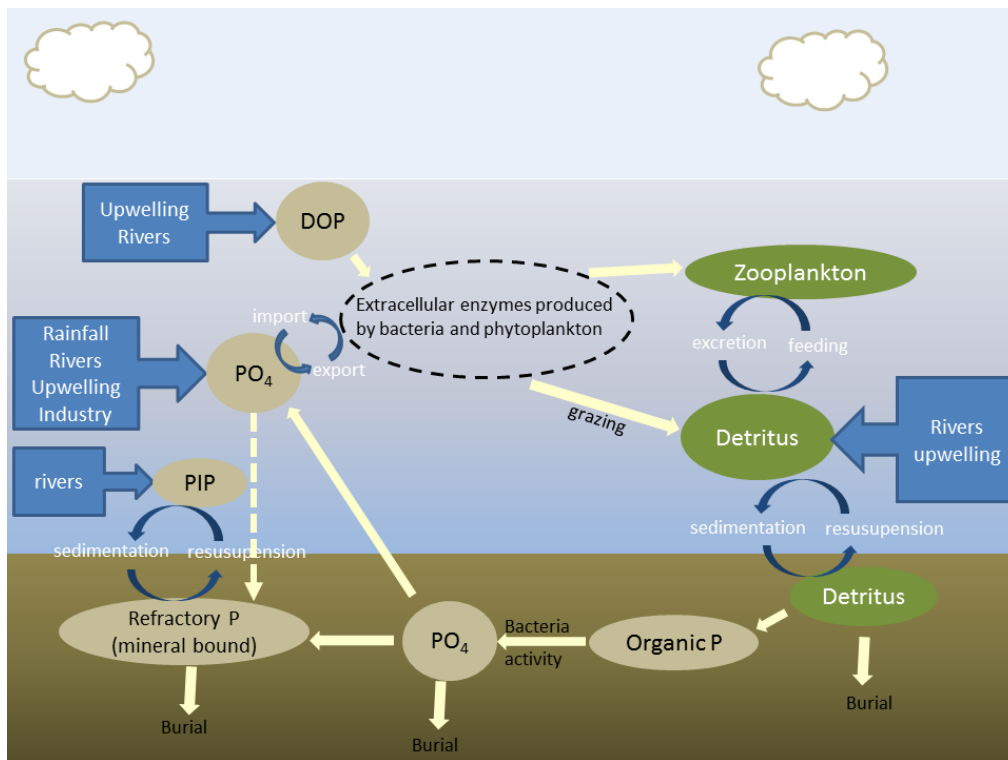 Upwelling
Rivers
DOP
Zooplankton
Extracellular enzymes produced
by bacteria and phytoplankton
import
export
excretion
feeding
Rainfall
Rivers
Upwelling
Industry
PO₄
grazing
Detritus
Rivers
upwelling
rivers
PIP
sedimentation
resusupension
sedimentation
resusupension
Refractory P
(mineral bound)
PO₄
Bacteria
activity
Organic P
Detritus
Burial
Burial
Burial